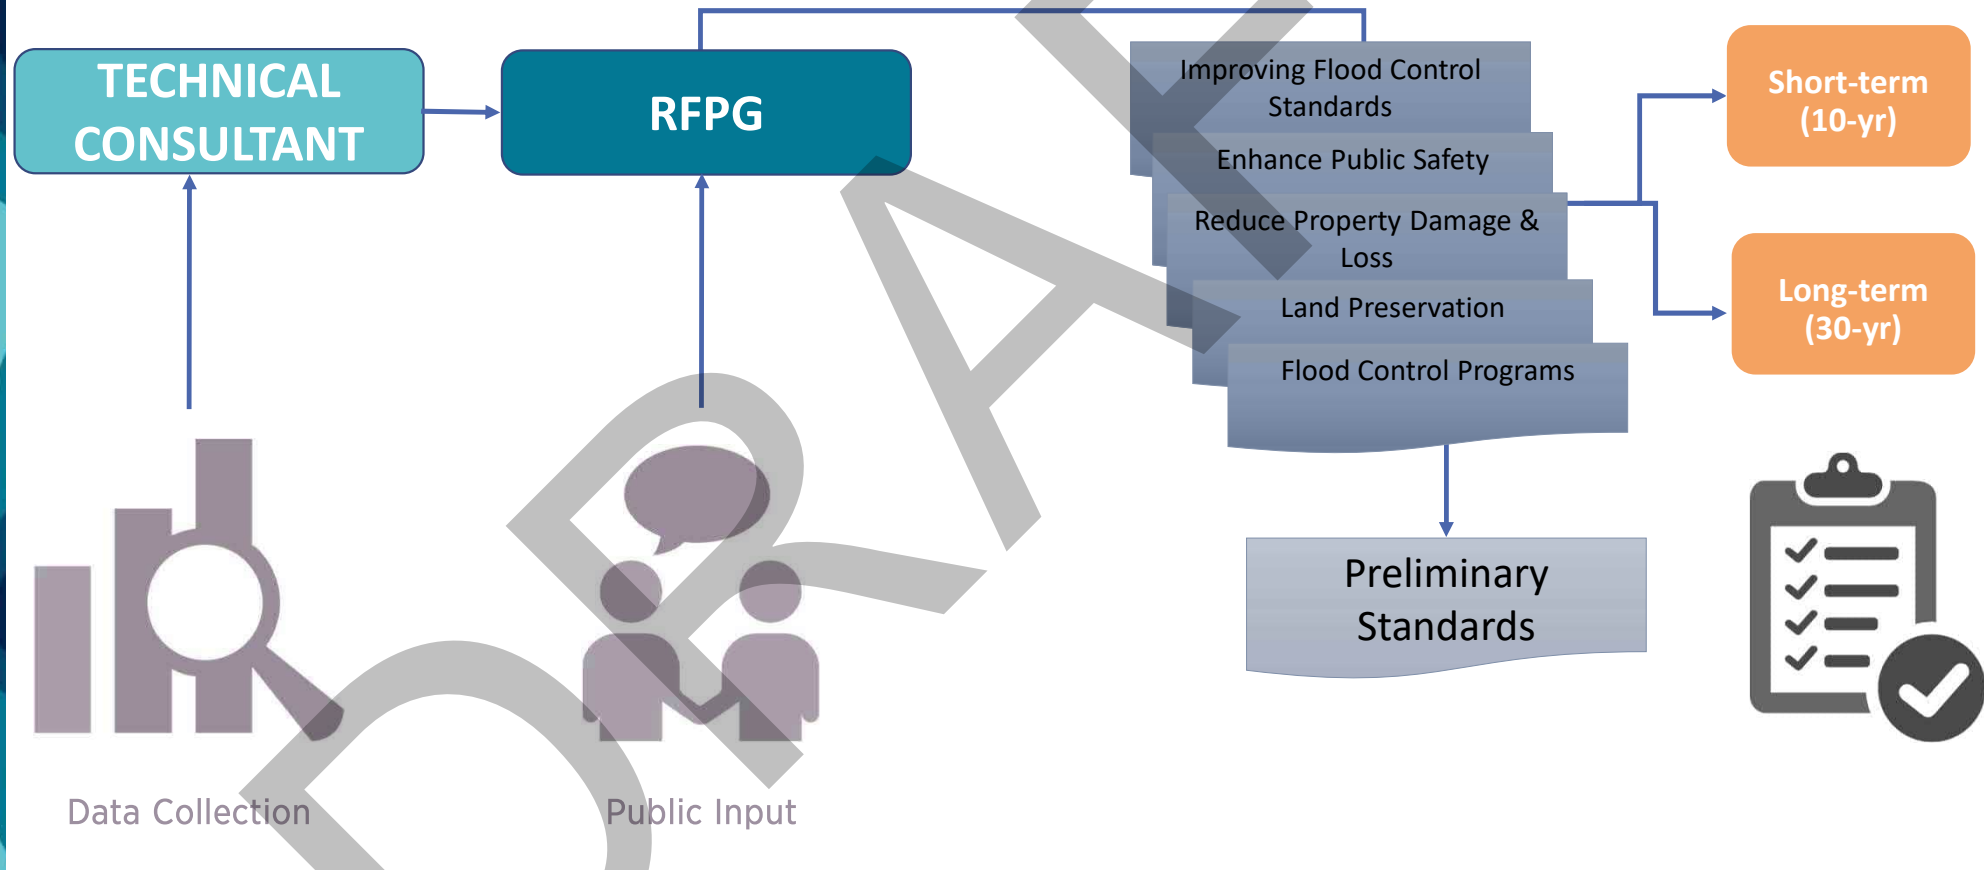 TECHNICAL
CONSULTANT
RFPG
Improving Flood Control
Standards
Enhance Public Safety
Reduce Property Damage &
Loss
Land Preservation
Flood Control Programs
Short-term
(10-yr)
Long-term
(30-yr)
Preliminary
Standards
Data Collection
Public Input
DRAF